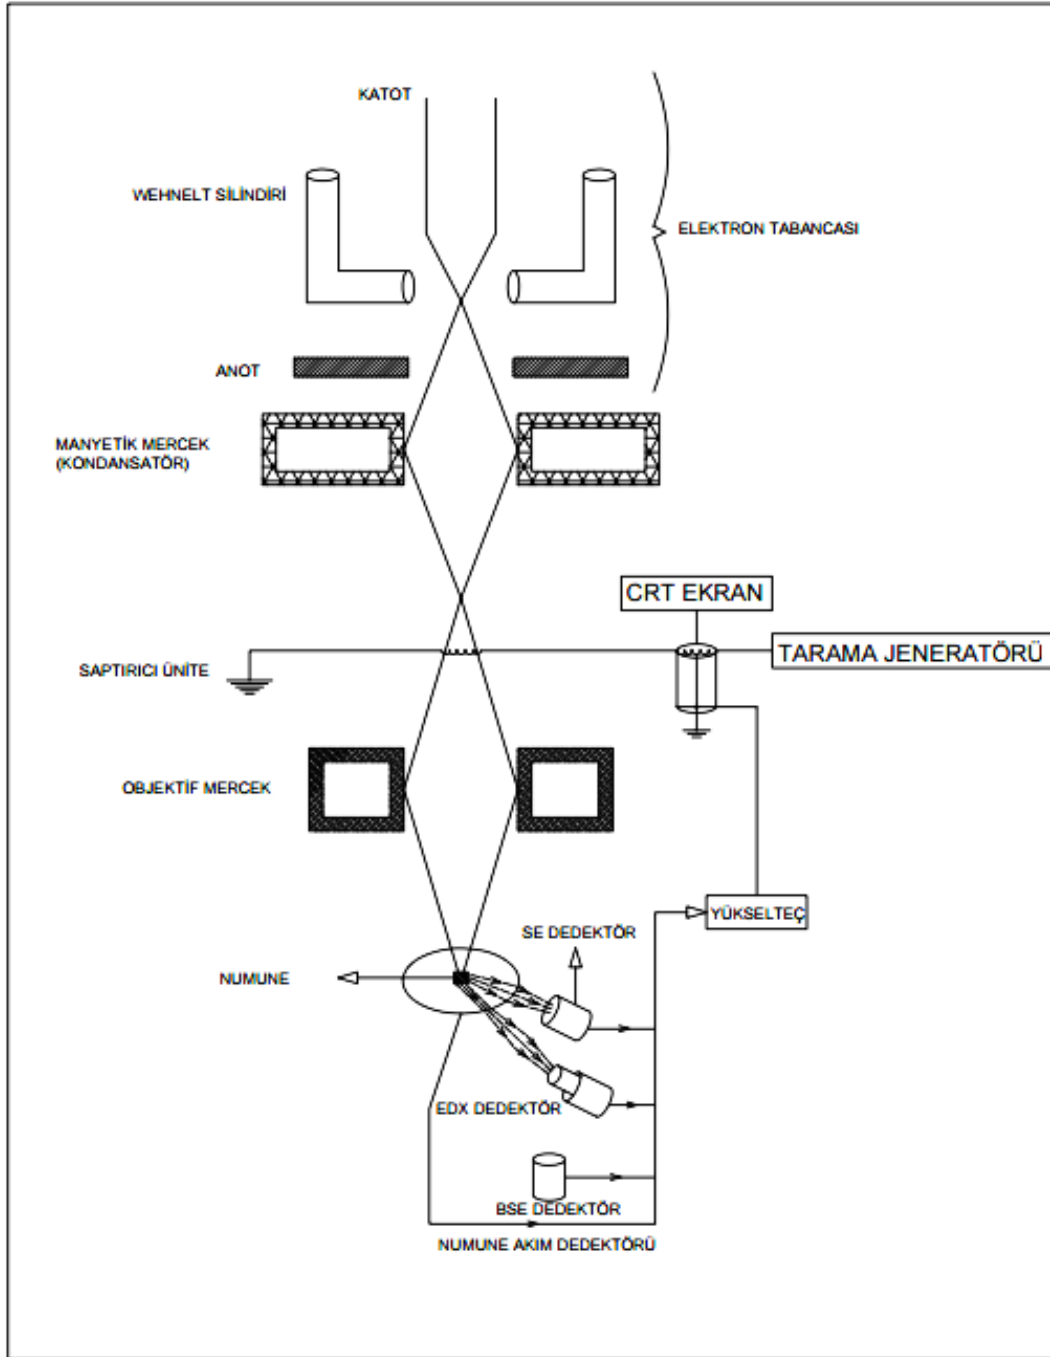 KATOT
WEHNELT SİLİNDİRİ
ELEKTRON TABANCASI
ANOT
MANYETİK MERCEK
(KONDANSATÖR)
CRT EKRAN
TARAMA JENERATÖRÜ
SAPTIRICI ÜNİTE
OBJEKTİF MERCEK
YÜKSELTEÇ
SE DEDEKTÖR
NUMUNE
EDX DEDEKTÖR
BSE DEDEKTÖR
NUMUNE AKIM DEDEKTÖRÜ